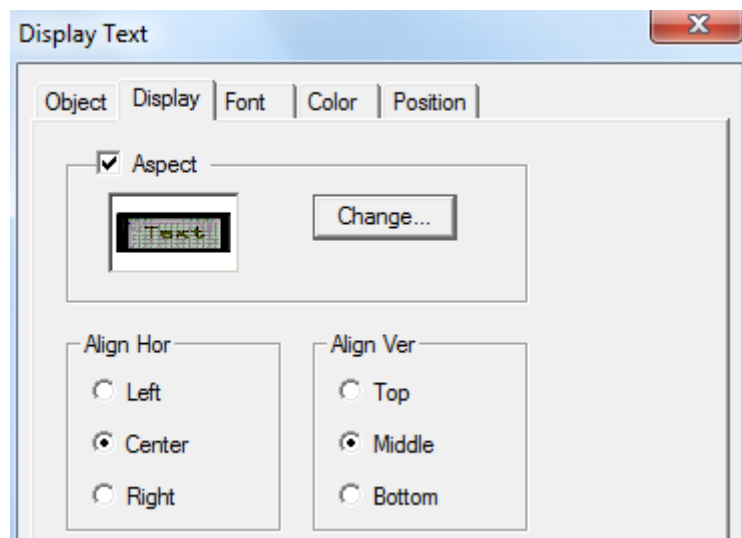 Display Text
Object Display Font Color Position
Aspect
Text
Change...
Align Hor
Left
Center
Right
Align Ver
Top
Middle
Bottom